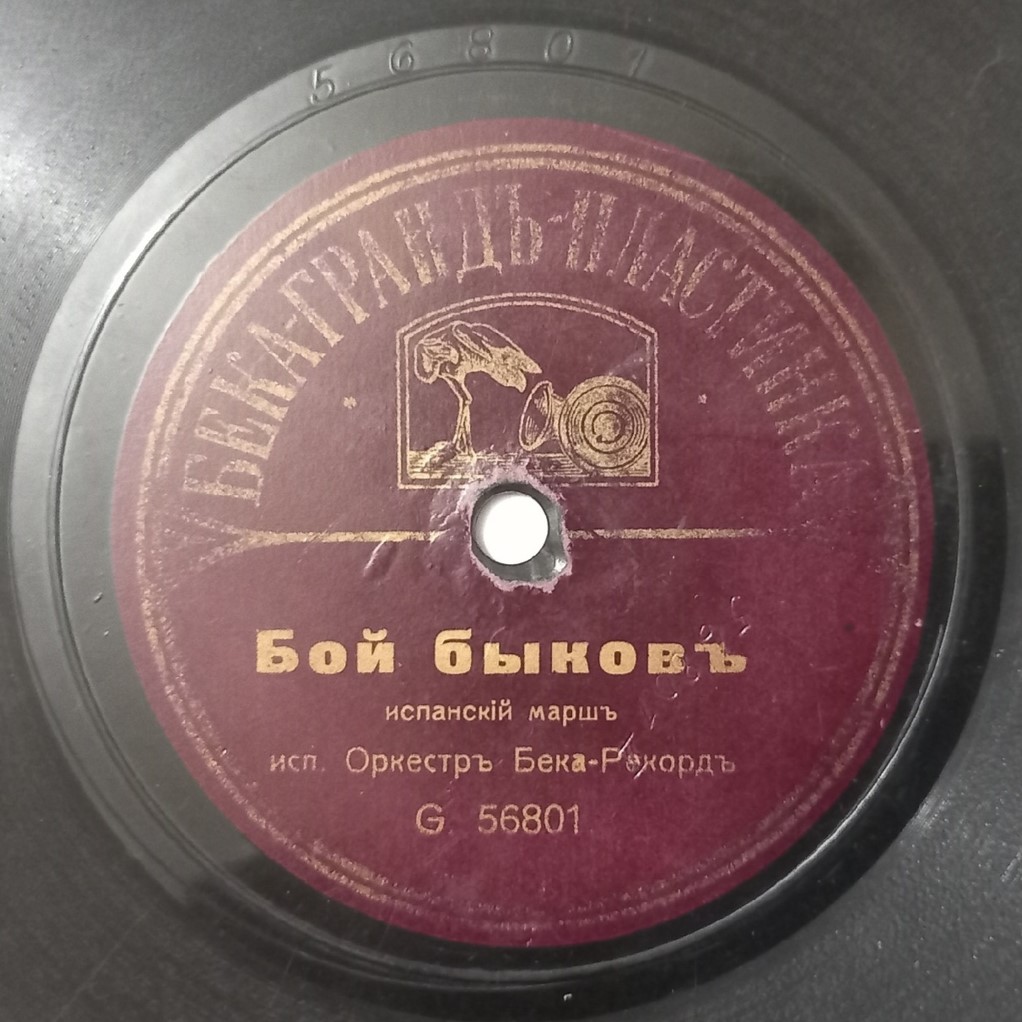 56801
БЕКА-ГРАНДЪ-ПЛАСТИНКА
Бой быковъ
испанскій маршъ
исп. Оркестръ Бека-Рекордъ
G. 56801